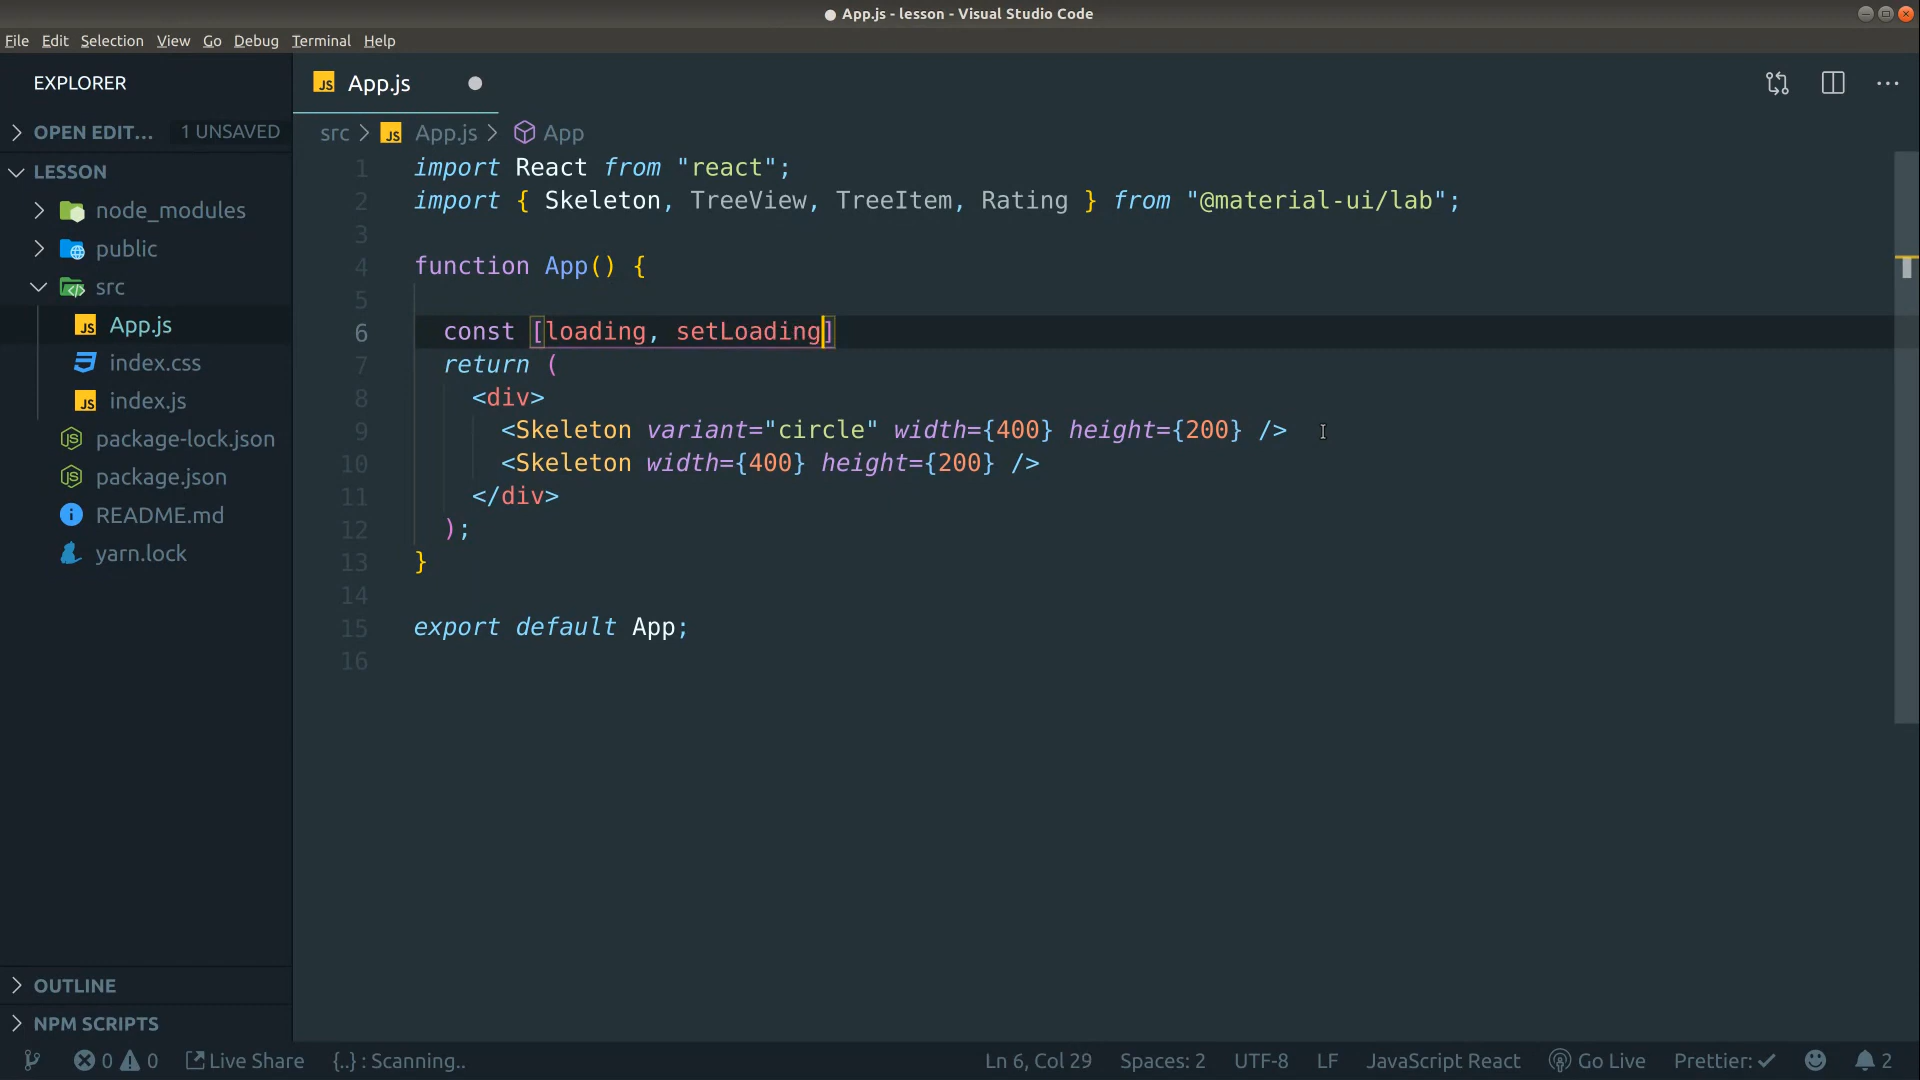 App.js - lesson - Visual Studio Code
File Edit Selection View Go Debug Terminal Help
EXPLORER
OPEN EDIT... 1 UNSAVED
LESSON
node_modules
public
src
App.js
index.css
index.js
package-lock.json
package.json
README.md
yarn.lock
OUTLINE
NPM SCRIPTS
JS App.js
src > JS App.js > App
1 import React from "react";
2 import { Skeleton, TreeView, TreeItem, Rating } from "@material-ui/lab";
3
4 function App() {
5
6 const [loading, setLoading]
7 return (
8 <div>
9 <Skeleton variant="circle" width={400} height={200} />
10 <Skeleton width={400} height={200} />
11 </div>
12 );
13 }
14
15 export default App;
16
0 0 Live Share {..} : Scanning.. Ln 6, Col 29 Spaces: 2 UTF-8 LF JavaScript React Go Live Prettier: ✓ 2